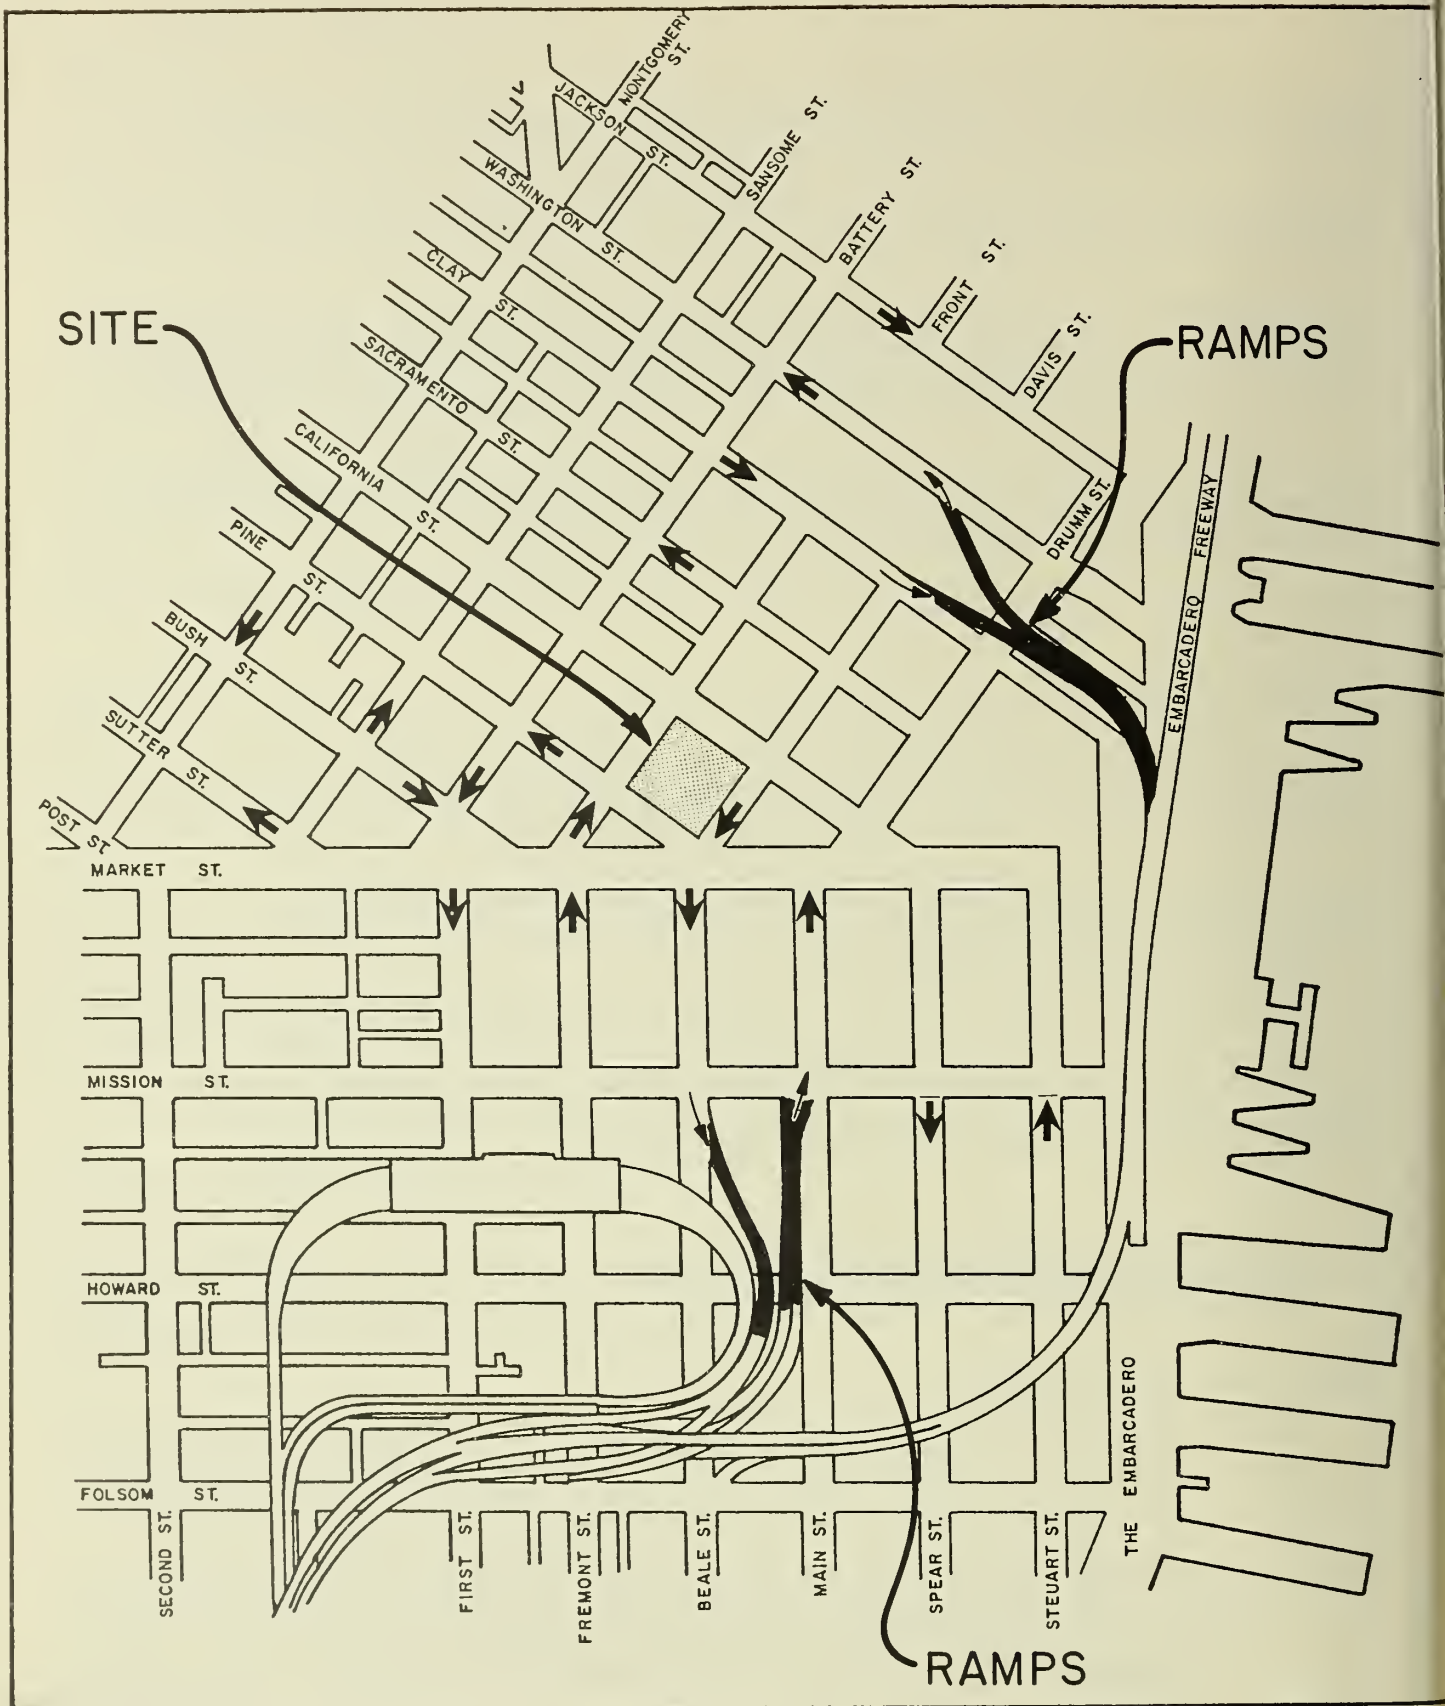 MONTGOMERY
ST.
JACKSON
ST.
SANSOME ST.
WASHINGTON
ST.
BATTERY ST.
CLAY
ST.
FRONT ST.
SITE
RAMPS
SACRAMENTO
ST.
DAVIS ST.
CALIFORNIA
ST.
DRUMM ST.
EMBARCADERO FREEWAY
PINE
ST.
BUSH
ST.
SUTTER
ST.
POST ST.
MARKET ST.
MISSION ST.
HOWARD ST.
THE EMBARCADERO
FOLSOM ST.
SECOND ST.
FIRST ST.
FREMONT ST.
BEALE ST.
MAIN ST.
SPEAR ST.
STEUART ST.
RAMPS